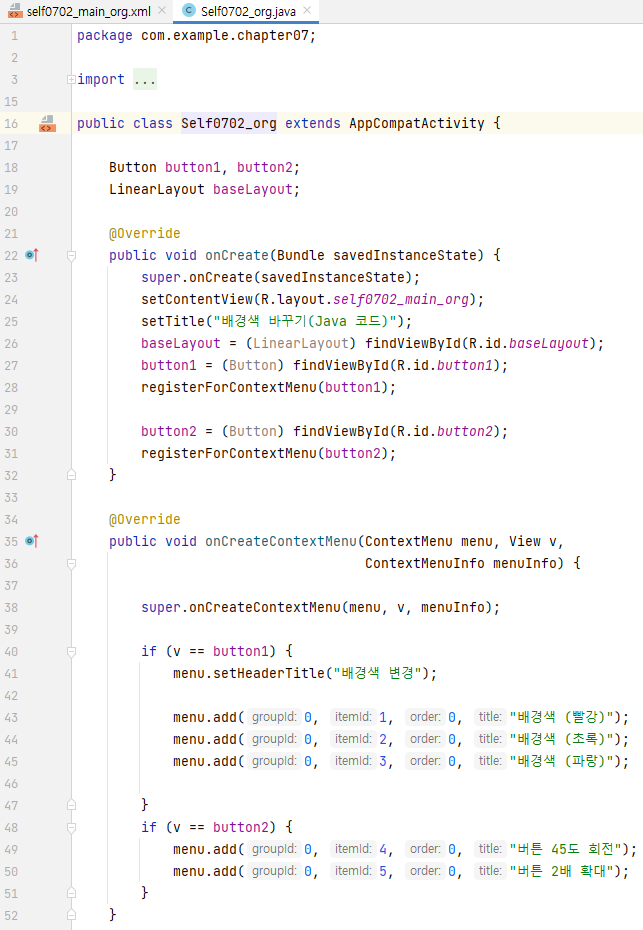 self0702_main_org.xml
Self0702_org.java
1 package com.example.chapter07;
2
3 import ...
15
16 public class Self0702_org extends AppCompatActivity {
17
18 Button button1, button2;
19 LinearLayout baseLayout;
20
21 @Override
22 public void onCreate(Bundle savedInstanceState) {
23 super.onCreate(savedInstanceState);
24 setContentView(R.layout.self0702_main_org);
25 setTitle("배경색 바꾸기(Java 코드)");
26 baseLayout = (LinearLayout) findViewById(R.id.baseLayout);
27 button1 = (Button) findViewById(R.id.button1);
28 registerForContextMenu(button1);
29
30 button2 = (Button) findViewById(R.id.button2);
31 registerForContextMenu(button2);
32 }
33
34 @Override
35 public void onCreateContextMenu(ContextMenu menu, View v,
36 ContextMenuInfo menuInfo) {
37
38 super.onCreateContextMenu(menu, v, menuInfo);
39
40 if (v == button1) {
41 menu.setHeaderTitle("배경색 변경");
42
43 menu.add( groupId: 0, itemId: 1, order: 0, title: "배경색 (빨강)");
44 menu.add( groupId: 0, itemId: 2, order: 0, title: "배경색 (초록)");
45 menu.add( groupId: 0, itemId: 3, order: 0, title: "배경색 (파랑)");
46
47 }
48 if (v == button2) {
49 menu.add( groupId: 0, itemId: 4, order: 0, title: "버튼 45도 회전");
50 menu.add( groupId: 0, itemId: 5, order: 0, title: "버튼 2배 확대");
51 }
52 }